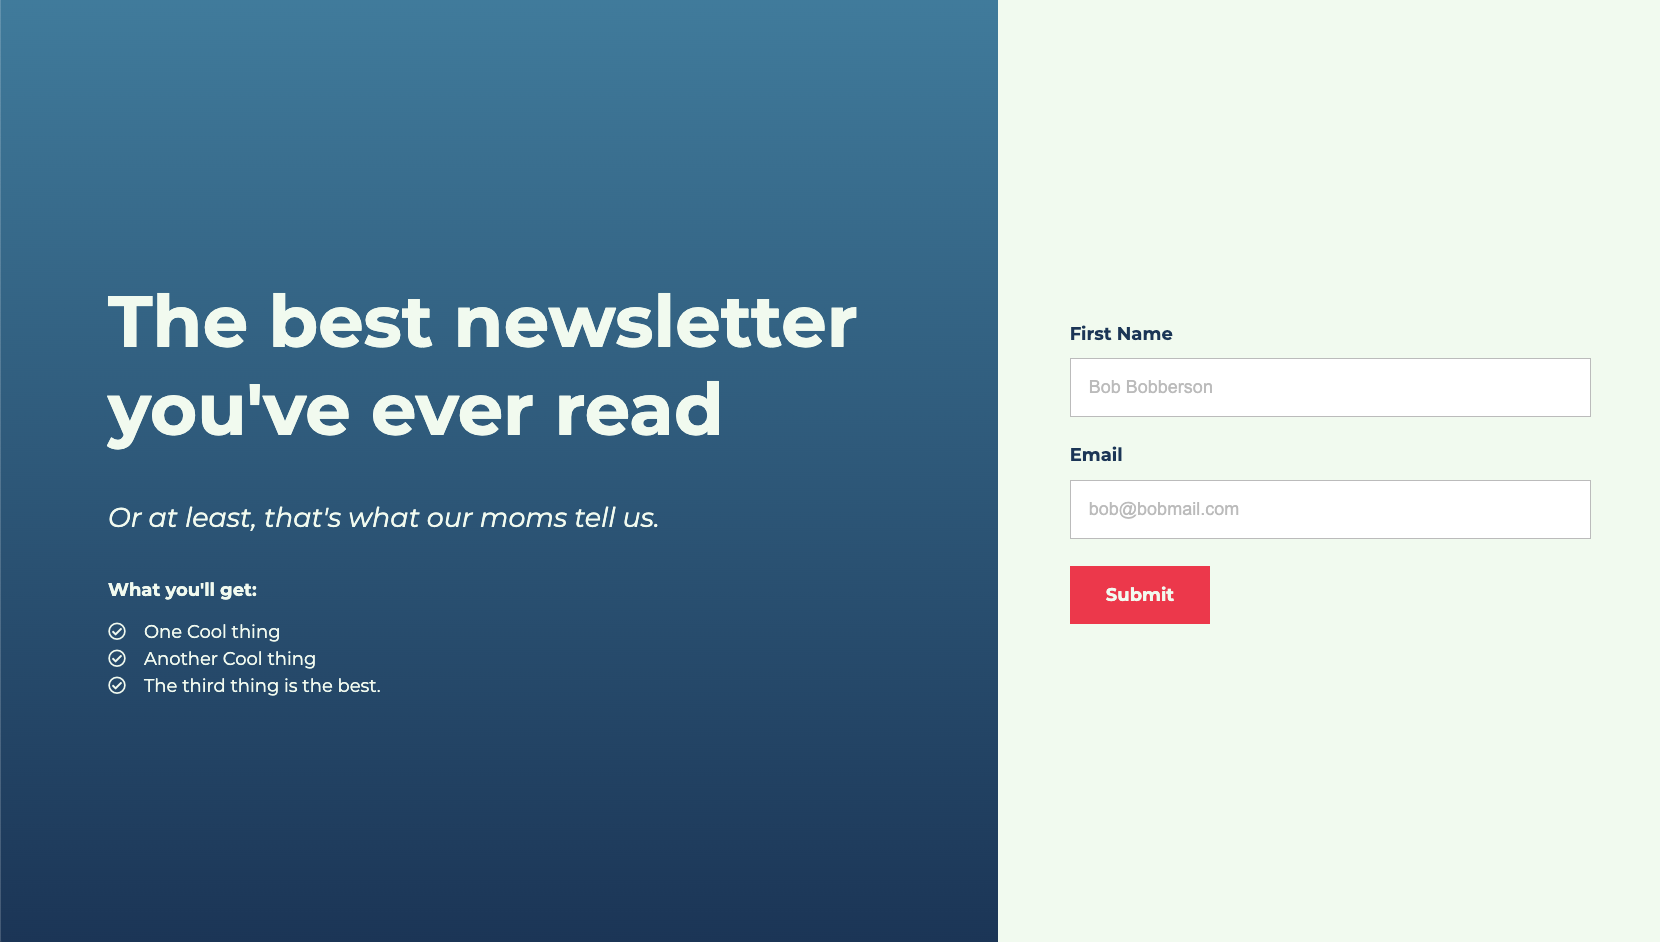 The best newsletter
you've ever read
Or at least, that's what our moms tell us.
What you'll get:
One Cool thing
Another Cool thing
The third thing is the best.
First Name
Bob Bobberson
Email
bob@bobmail.com
Submit